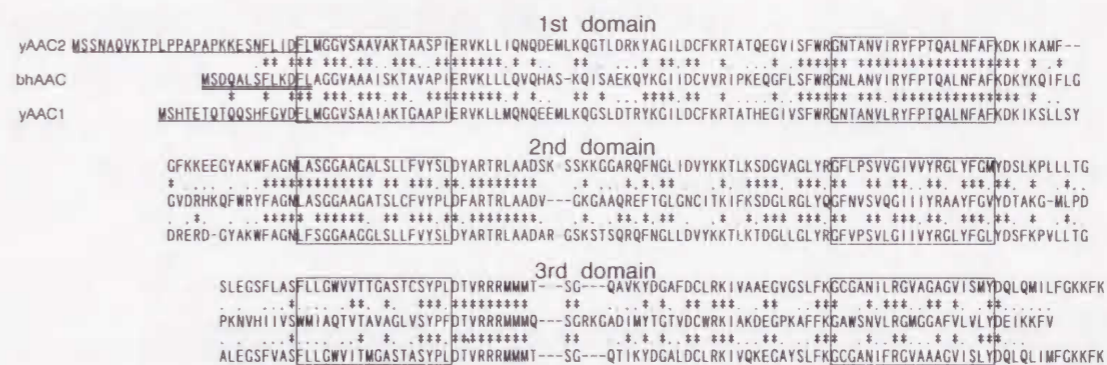 1st domain
yAAC2 MSSNAQVKTPLPPAPAPKKESNFLIDFLMGGVSAAVAKTAASPIERVKLLIQNQDEMLKQGTLDRKYAGILDCFKRTATQEGVISFWRGNTANVIRYFPTQALNFAFKDKIKAMF--
bhAAC MSDQALSFLKDFLAGGVAAAISKTAVAPIERVKLLLQVQHAS-KQISAEKQYKGIIDCVVRIPKEQGFLSFWRGNLANVIRYFPTQALNFAFKDKYKQIFLG
yAAC1 MSHTETQTQQSHFGVDFLMGGVSAAIAKTGAAPIERVKLLMQNQEEMLKQGSLDTRYKGILDCFKRTATHEGIVSFWRGNTANVLRYFPTQALNFAFKDKIKSLLSY
2nd domain
GFKKEEGYAKWFAGNLASGGAAGALSLLFVYSLDYARTRLAADSK-SSKKGGARQFNGLIDVYKKTLKSDGVAGLYRGFLPSVVGIVVYRGLYFGMYDSLKPLLLTG
GVDRHKQFWRYFAGNLASGGAAGATSLCFVYPLDFARTRLAADV---GKGAAQREFTGLGNCITKIFKSDGLRGLYQGFNVSVQGIIIYRAAYFGVYDTAKG-MLPD
DRERD-GYAKWFAGNLFSGGAAGGLSLLFVYSLDYARTRLAADAR-GSKSTSQRQFNGLLDVYKKTLKTDGLLGLYRGFVPSVLGIIVYRGLYFGLYDSFKPVLLTG
3rd domain
SLEGSFLASFLLGWVVTTGASTCSYPLDTVRRRMMMT---SG---QAVKYDGAFDCLRKIVAAEGVGSLFKGCGANILRGVAGAGVISMYDQLQMILFGKKFK
PKNVHIIVSWMIAQTVTAVAGLVSYPFDTVRRRMMMQ---SGRKGADIMYTGTVDCWRKIAKDEGPKAFFKGAWSNVLRGMGGAFVLVLYDEIKKFV
ALEGSFVASFLLGWVITMGASTASYPLDTVRRRMMMT---SG---QTIKYDGALDCLRKIVQKEGAYSLFKGCGANIFRGVAAAGVISLYDQLQLIMFGKKFK